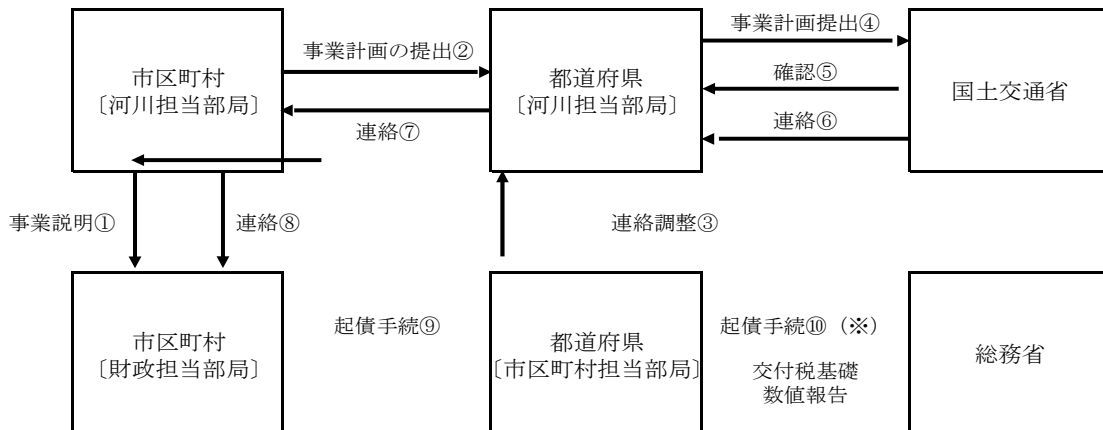 事業計画の提出②
事業計画提出④
市区町村
〔河川担当部局〕
都道府県
〔河川担当部局〕
確認⑤
国土交通省
連絡⑦
連絡⑥
事業説明①
連絡⑧
連絡調整③
市区町村
〔財政担当部局〕
起債手続⑨
都道府県
〔市区町村担当部局〕
起債手続⑩（※）
交付税基礎
数値報告
総務省